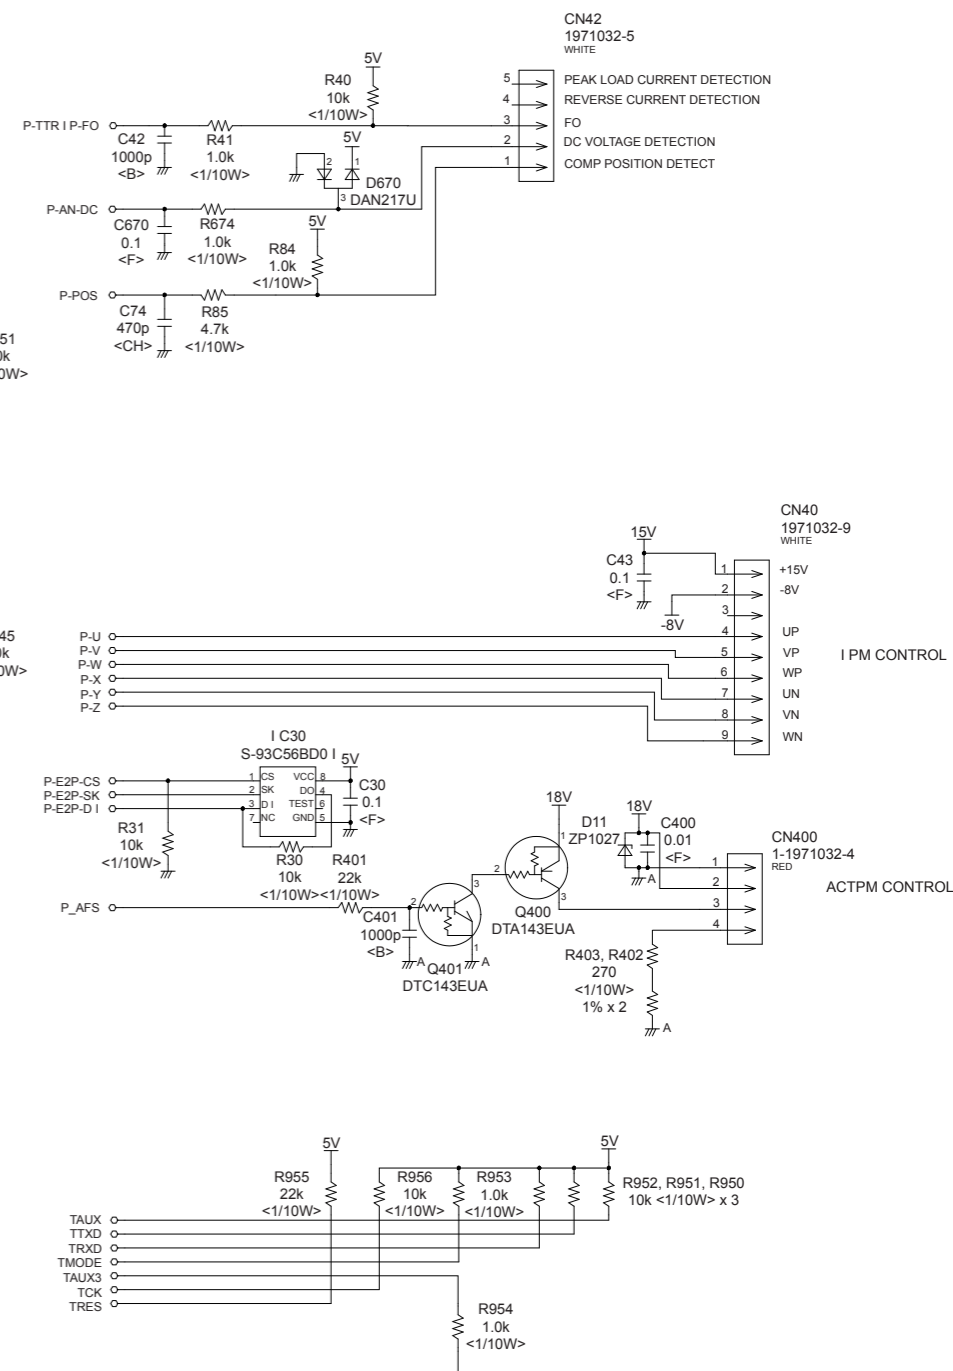 CN42
1971032-5
WHITE
5V
R40
10k
<1/10W>
5 PEAK LOAD CURRENT DETECTION
4 REVERSE CURRENT DETECTION
3 FO
2 DC VOLTAGE DETECTION
1 COMP POSITION DETECT
P-TTR I P-FO
C42
1000p
<B>
R41
1.0k
<1/10W>
5V
2 1
3
D670
DAN217U
P-AN-DC
C670
0.1
<F>
R674
1.0k
<1/10W>
5V
R84
1.0k
<1/10W>
P-POS
C74
470p
<CH>
R85
4.7k
<1/10W>
51
0k
0W>
CN40
1971032-9
WHITE
15V
C43
0.1
<F>
-8V
1 +15V
2 -8V
3
4 UP
5 VP
6 WP
7 UN
8 VN
9 WN
I PM CONTROL
45
0k
0W>
P-U
P-V
P-W
P-X
P-Y
P-Z
I C30
S-93C56BD0 I
5V
P-E2P-CS
P-E2P-SK
P-E2P-D I
1 CS VCC 8
2 SK DO 4
3 D I TEST 6
7 NC GND 5
C30
0.1
<F>
R31
10k
<1/10W>
R30
10k
<1/10W>
R401
22k
<1/10W>
P_AFS
C401
1000p
<B>
A
2
3
1
A
Q401
DTC143EUA
18V
1
2
3
Q400
DTA143EUA
D11
ZP1027
18V
C400
0.01
<F>
A
CN400
1-1971032-4
RED
1
2
3
4
ACTPM CONTROL
R403, R402
270
<1/10W>
1% x 2
A
5V
R955
22k
<1/10W>
R956
10k
<1/10W>
R953
1.0k
<1/10W>
5V
R952, R951, R950
10k <1/10W> x 3
TAUX
TTXD
TRXD
TMODE
TAUX3
TCK
TRES
R954
1.0k
<1/10W>